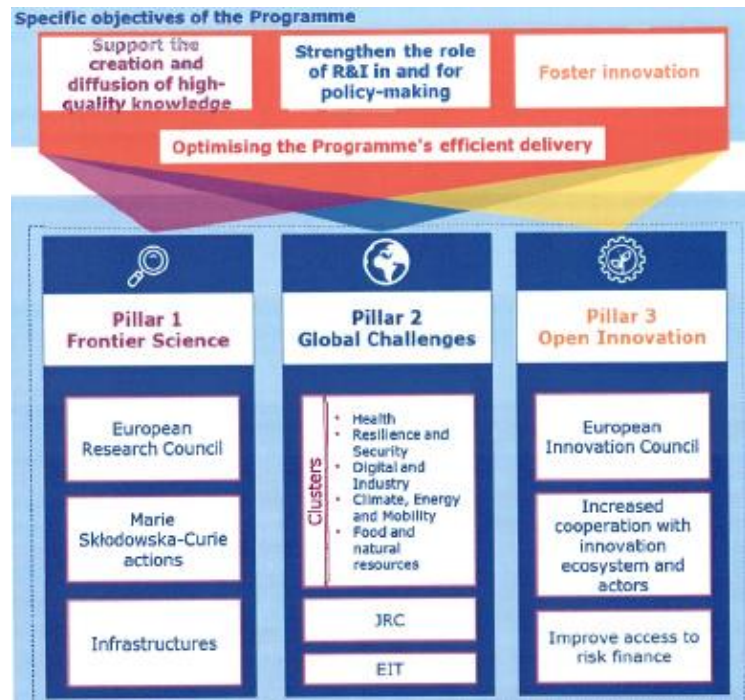 Specific objectives of the Programme
Support the
creation and
diffusion of high-
quality knowledge
Strengthen the role
of R&I in and for
policy-making
Foster innovation
Optimising the Programme's efficient delivery
Pillar 1
Frontier Science
European
Research Council
Marie
Skłodowska-Curie
actions
Infrastructures
Pillar 2
Global Challenges
Clusters
• Health
• Resilience and
Security
• Digital and
Industry
• Climate, Energy
and Mobility
• Food and
natural
resources
JRC
EIT
Pillar 3
Open Innovation
European
Innovation Council
Increased
cooperation with
innovation
ecosystem and
actors
Improve access to
risk finance